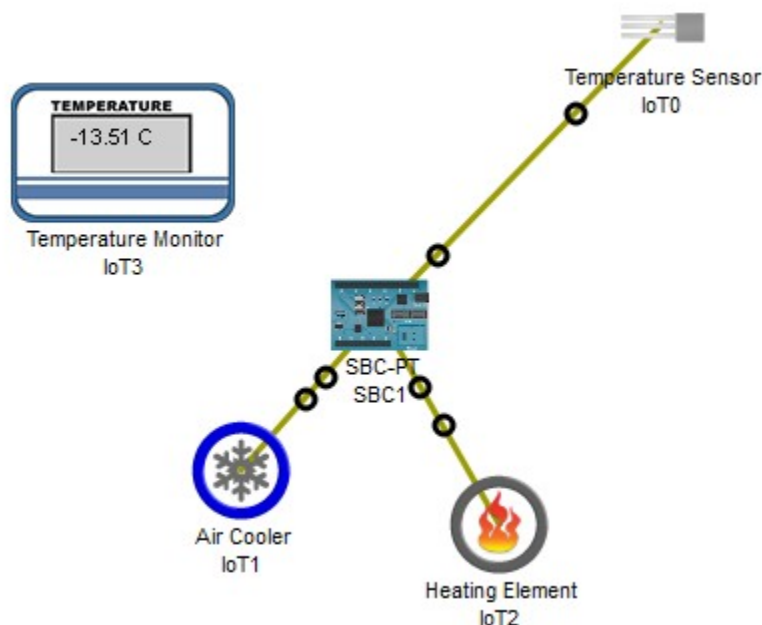 Temperature Sensor
IoT0
TEMPERATURE
-13.51 C
Temperature Monitor
IoT3
SBC-PT
SBC1
Air Cooler
IoT1
Heating Element
IoT2